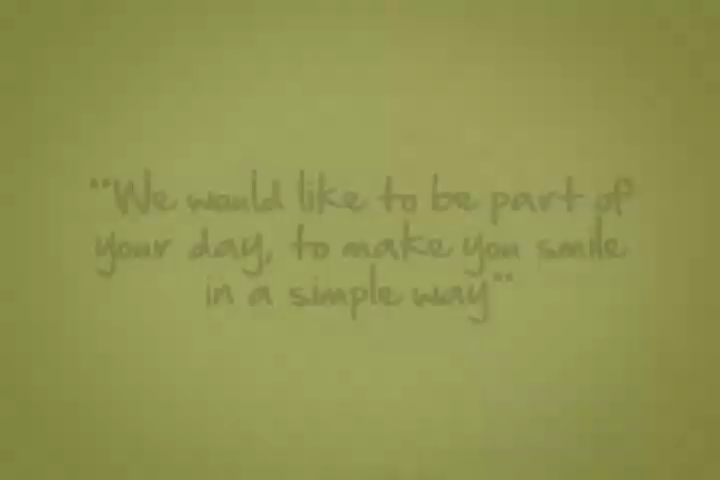 "We would like to be part of
your day, to make you smile
in a simple way"